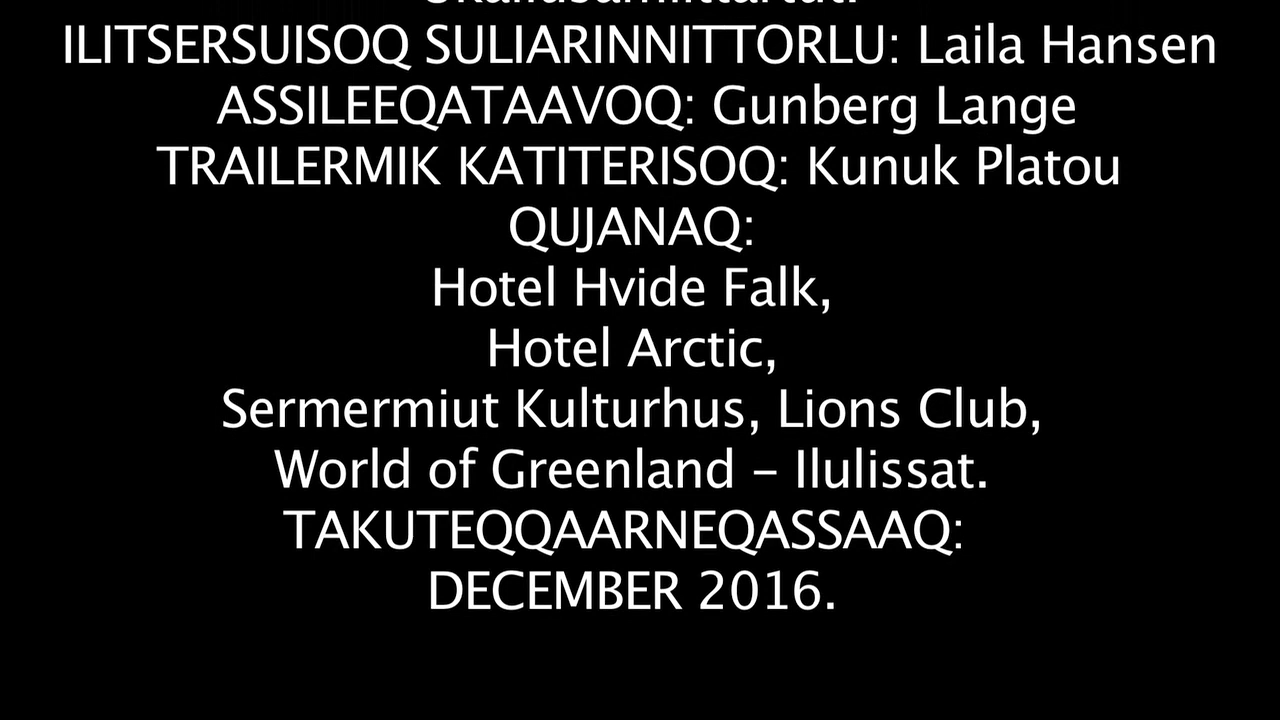 ILITSERSUISOQ SULIARINNITTORLU: Laila Hansen
ASSILEEQATAAVOQ: Gunberg Lange
TRAILERMIK KATITERISOQ: Kunuk Platou
QUJANAQ:
Hotel Hvide Falk,
Hotel Arctic,
Sermermiut Kulturhus, Lions Club,
World of Greenland - Ilulissat.
TAKUTEQQAARNEQASSAAQ:
DECEMBER 2016.